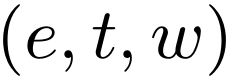 (e, t, w)